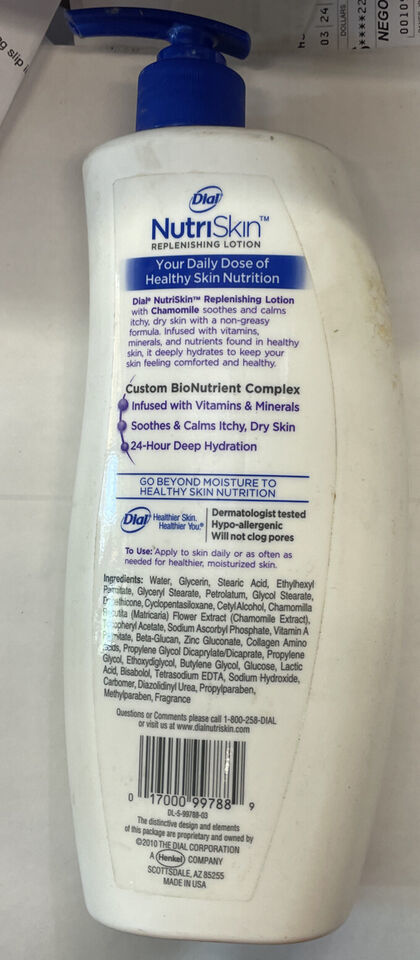 slip
03 24
DOLLARS
****22
NEGO
0010
Dial
NutriSkin™
REPLENISHING LOTION
Your Daily Dose of
Healthy Skin Nutrition
Dial® NutriSkin™ Replenishing Lotion
with Chamomile soothes and calms
itchy, dry skin with a non-greasy
formula. Infused with vitamins,
minerals, and nutrients found in healthy
skin, it deeply hydrates to keep your
skin feeling comforted and healthy.
Custom BioNutrient Complex
Infused with Vitamins & Minerals
Soothes & Calms Itchy, Dry Skin
24-Hour Deep Hydration
GO BEYOND MOISTURE TO
HEALTHY SKIN NUTRITION
Dial Healthier Skin.
Healthier You.®
Dermatologist tested
Hypo-allergenic
Will not clog pores
To Use: Apply to skin daily or as often as
needed for healthier, moisturized skin.
Ingredients: Water, Glycerin, Stearic Acid, Ethylhexyl
Palmitate, Glyceryl Stearate, Petrolatum, Glycol Stearate,
Dimethicone, Cyclopentasiloxane, Cetyl Alcohol, Chamomilla
Recutita (Matricaria) Flower Extract (Chamomile Extract),
Tocopheryl Acetate, Sodium Ascorbyl Phosphate, Vitamin A
Palmitate, Beta-Glucan, Zinc Gluconate, Collagen Amino
Acids, Propylene Glycol Dicaprylate/Dicaprate, Propylene
Glycol, Ethoxydiglycol, Butylene Glycol, Glucose, Lactic
Acid, Bisabolol, Tetrasodium EDTA, Sodium Hydroxide,
Carbomer, Diazolidinyl Urea, Propylparaben,
Methylparaben, Fragrance
Questions or Comments please call 1-800-258-DIAL
or visit us at www.dialnutriskin.com
0 17000 99788 9
DL-5-99788-03
The distinctive design and elements
of this package are proprietary and owned by
©2010 THE DIAL CORPORATION
A Henkel COMPANY
SCOTTSDALE, AZ 85255
MADE IN USA